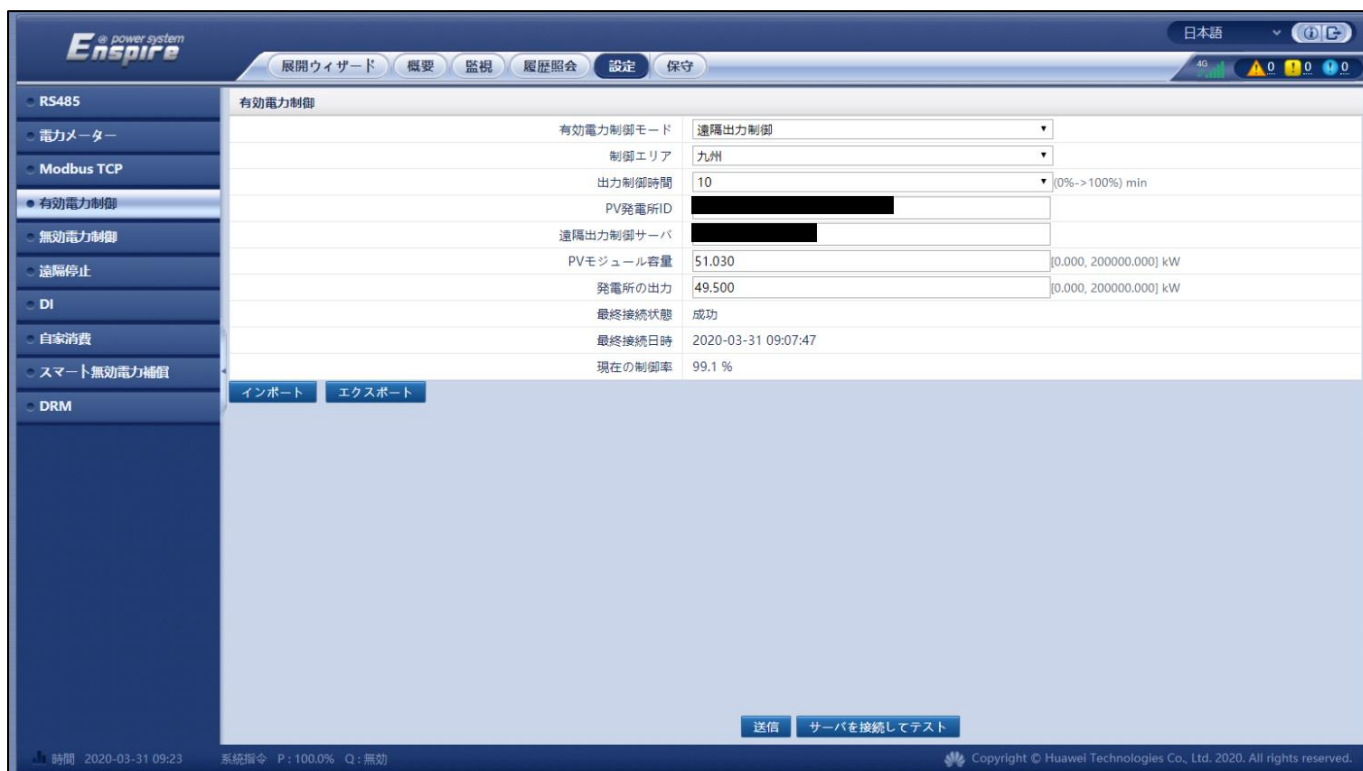 @ power system
Enspire
日本語
展開ウィザード 概要 監視 履歴照会 設定 保守
4G 0 0 0
RS485
電力メーター
Modbus TCP
有効電力制御
無効電力制御
遠隔停止
DI
自家消費
スマート無効電力補償
DRM
有効電力制御
有効電力制御モード 遠隔出力制御
制御エリア 九州
出力制御時間 10 (0%->100%) min
PV発電所ID
遠隔出力制御サーバ
PVモジュール容量 51.030 [0.000, 200000.000] kW
発電所の出力 49.500 [0.000, 200000.000] kW
最終接続状態 成功
最終接続日時 2020-03-31 09:07:47
現在の制御率 99.1 %
インポート エクスポート
送信 サーバを接続してテスト
時間 2020-03-31 09:23 系統指令 P : 100.0% Q : 無効 Copyright © Huawei Technologies Co., Ltd. 2020. All rights reserved.